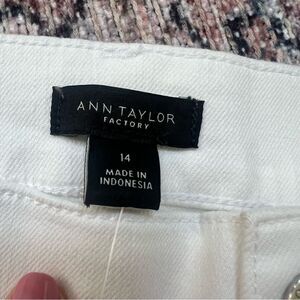 ANN TAYLOR
FACTORY
14
MADE IN
INDONESIA